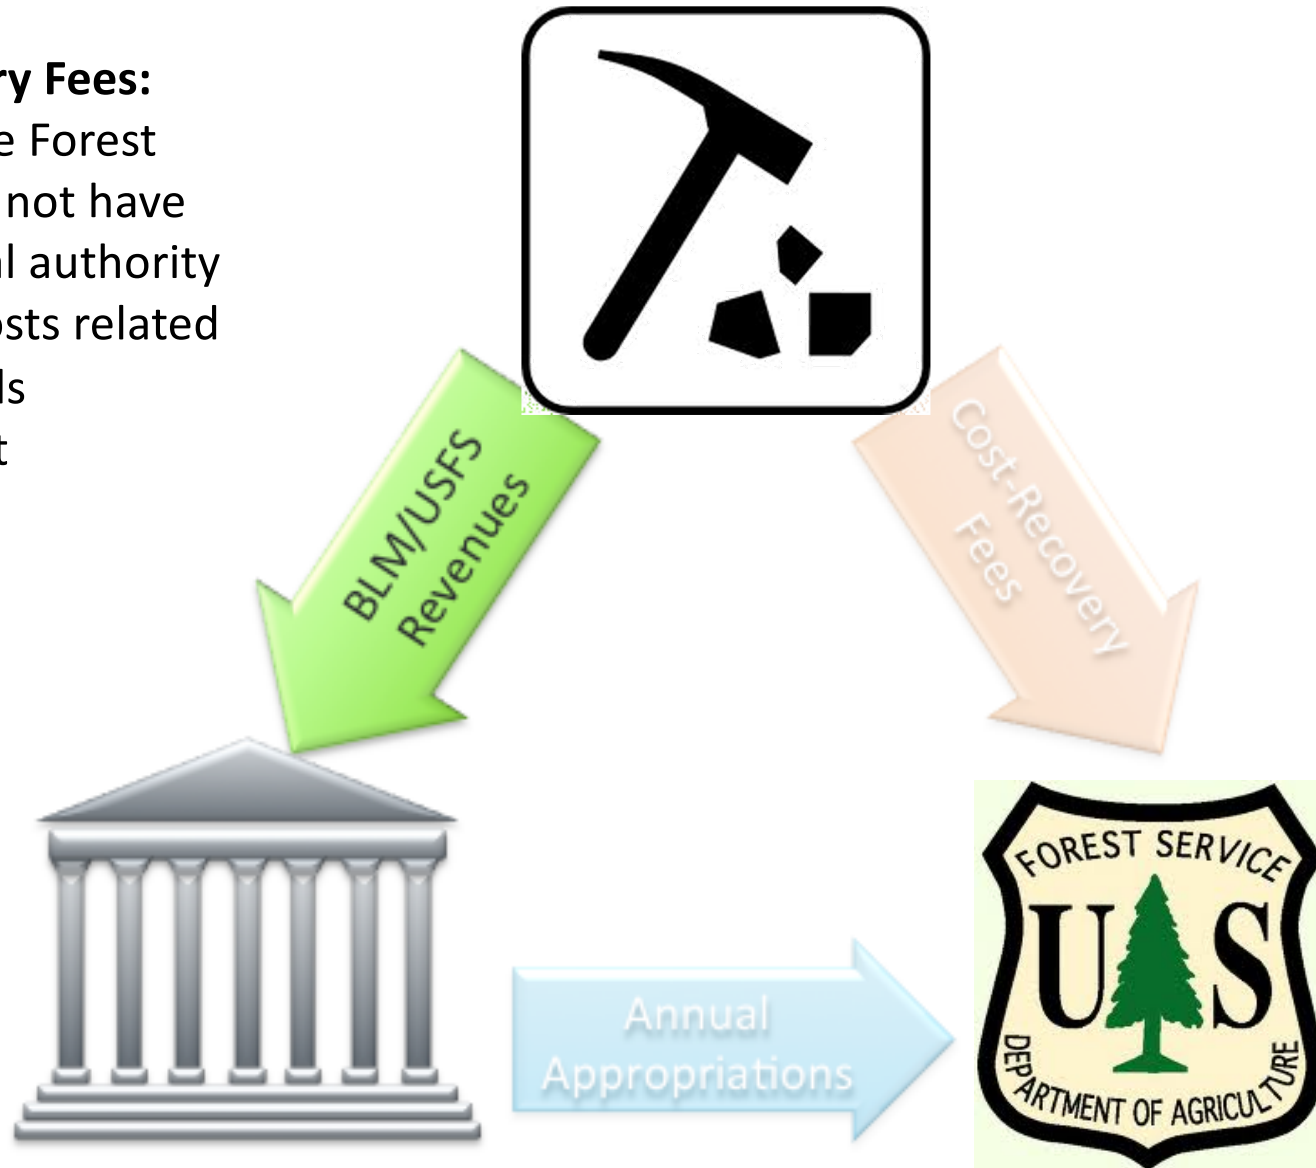 ry Fees:
e Forest
not have
l authority
osts related
ls
t
BLM/USFS
Revenues
Cost-Recovery
Fees
Annual
Appropriations
FOREST SERVICE
U S
DEPARTMENT OF AGRICULTURE